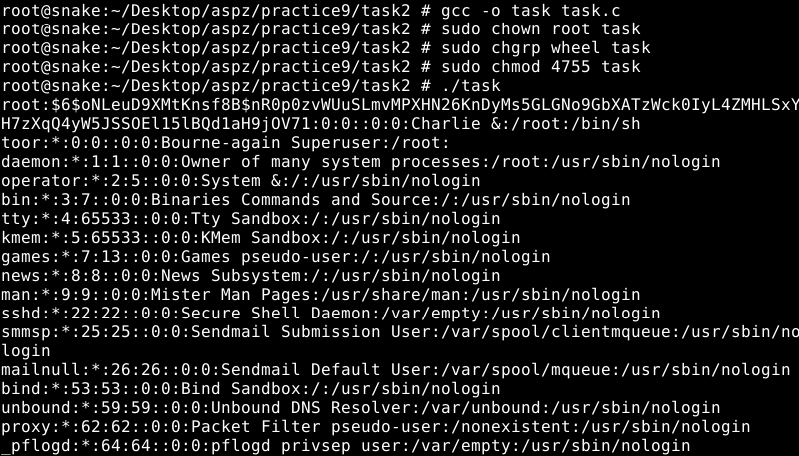 root@snake:~/Desktop/aspz/practice9/task2 # gcc -o task task.c
root@snake:~/Desktop/aspz/practice9/task2 # sudo chown root task
root@snake:~/Desktop/aspz/practice9/task2 # sudo chgrp wheel task
root@snake:~/Desktop/aspz/practice9/task2 # sudo chmod 4755 task
root@snake:~/Desktop/aspz/practice9/task2 # ./task
root:$6$oNLeuD9XMtKnsf8B$nR0p0zvWUuSLmvMPXHN26KnDyMs5GLGNo9GbXATzWck0IyL4ZMHLSxY
H7zXqQ4yW5JSSOEl15lBQd1aH9jOV71:0:0::0:0:Charlie &:/root:/bin/sh
toor:*:0:0::0:0:Bourne-again Superuser:/root:
daemon:*:1:1::0:0:Owner of many system processes:/root:/usr/sbin/nologin
operator:*:2:5::0:0:System &:/:/usr/sbin/nologin
bin:*:3:7::0:0:Binaries Commands and Source:/:/usr/sbin/nologin
tty:*:4:65533::0:0:Tty Sandbox:/:/usr/sbin/nologin
kmem:*:5:65533::0:0:KMem Sandbox:/:/usr/sbin/nologin
games:*:7:13::0:0:Games pseudo-user:/:/usr/sbin/nologin
news:*:8:8::0:0:News Subsystem:/:/usr/sbin/nologin
man:*:9:9::0:0:Mister Man Pages:/usr/share/man:/usr/sbin/nologin
sshd:*:22:22::0:0:Secure Shell Daemon:/var/empty:/usr/sbin/nologin
smmsp:*:25:25::0:0:Sendmail Submission User:/var/spool/clientmqueue:/usr/sbin/no
login
mailnull:*:26:26::0:0:Sendmail Default User:/var/spool/mqueue:/usr/sbin/nologin
bind:*:53:53::0:0:Bind Sandbox:/:/usr/sbin/nologin
unbound:*:59:59::0:0:Unbound DNS Resolver:/var/unbound:/usr/sbin/nologin
proxy:*:62:62::0:0:Packet Filter pseudo-user:/nonexistent:/usr/sbin/nologin
_pflogd:*:64:64::0:0:pflogd privsep user:/var/empty:/usr/sbin/nologin